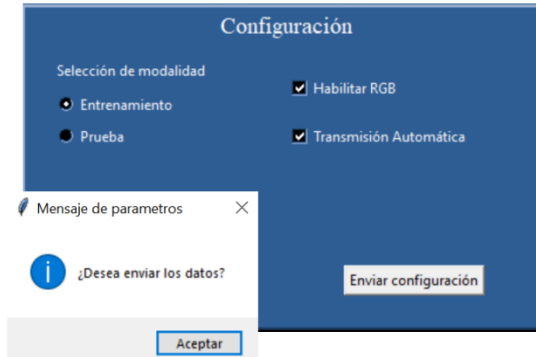 Configuración
Selección de modalidad
Entrenamiento
Prueba
Habilitar RGB
Transmisión Automática
Mensaje de parametros
¿Desea enviar los datos?
Aceptar
Enviar configuración